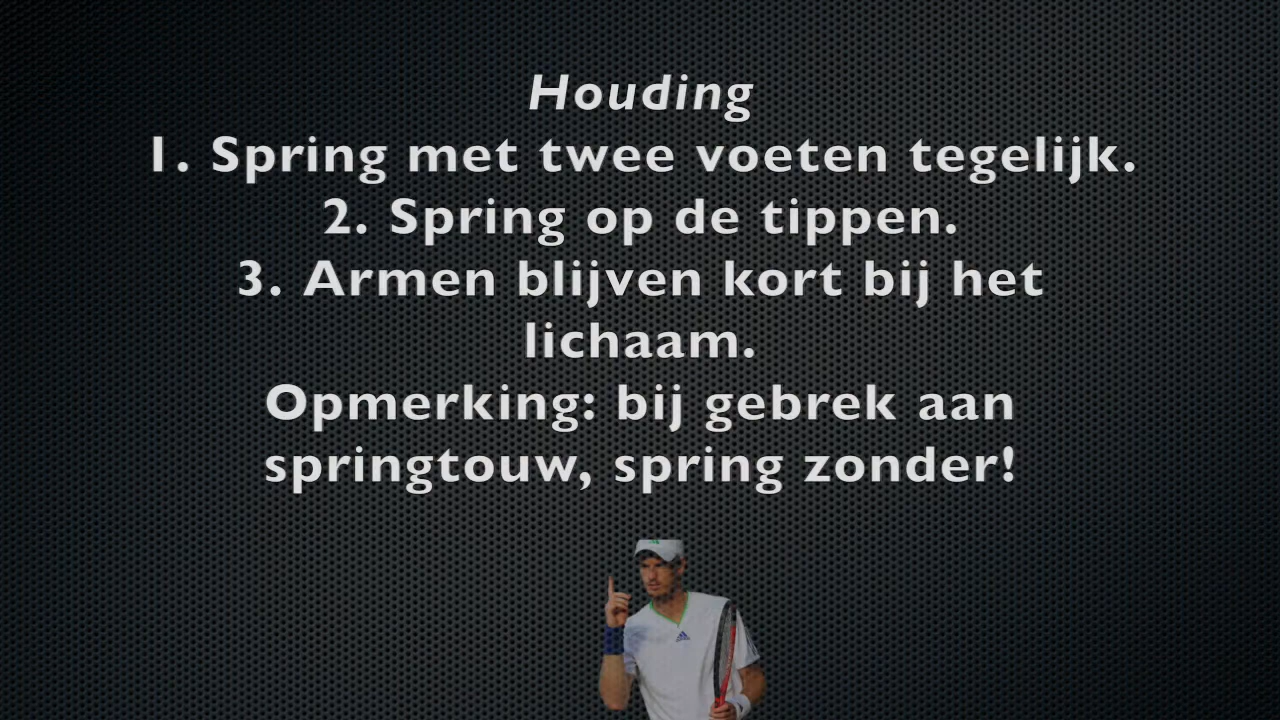 Houding
1. Spring met twee voeten tegelijk.
2. Spring op de tippen.
3. Armen blijven kort bij het
lichaam.
Opmerking: bij gebrek aan
springtouw, spring zonder!